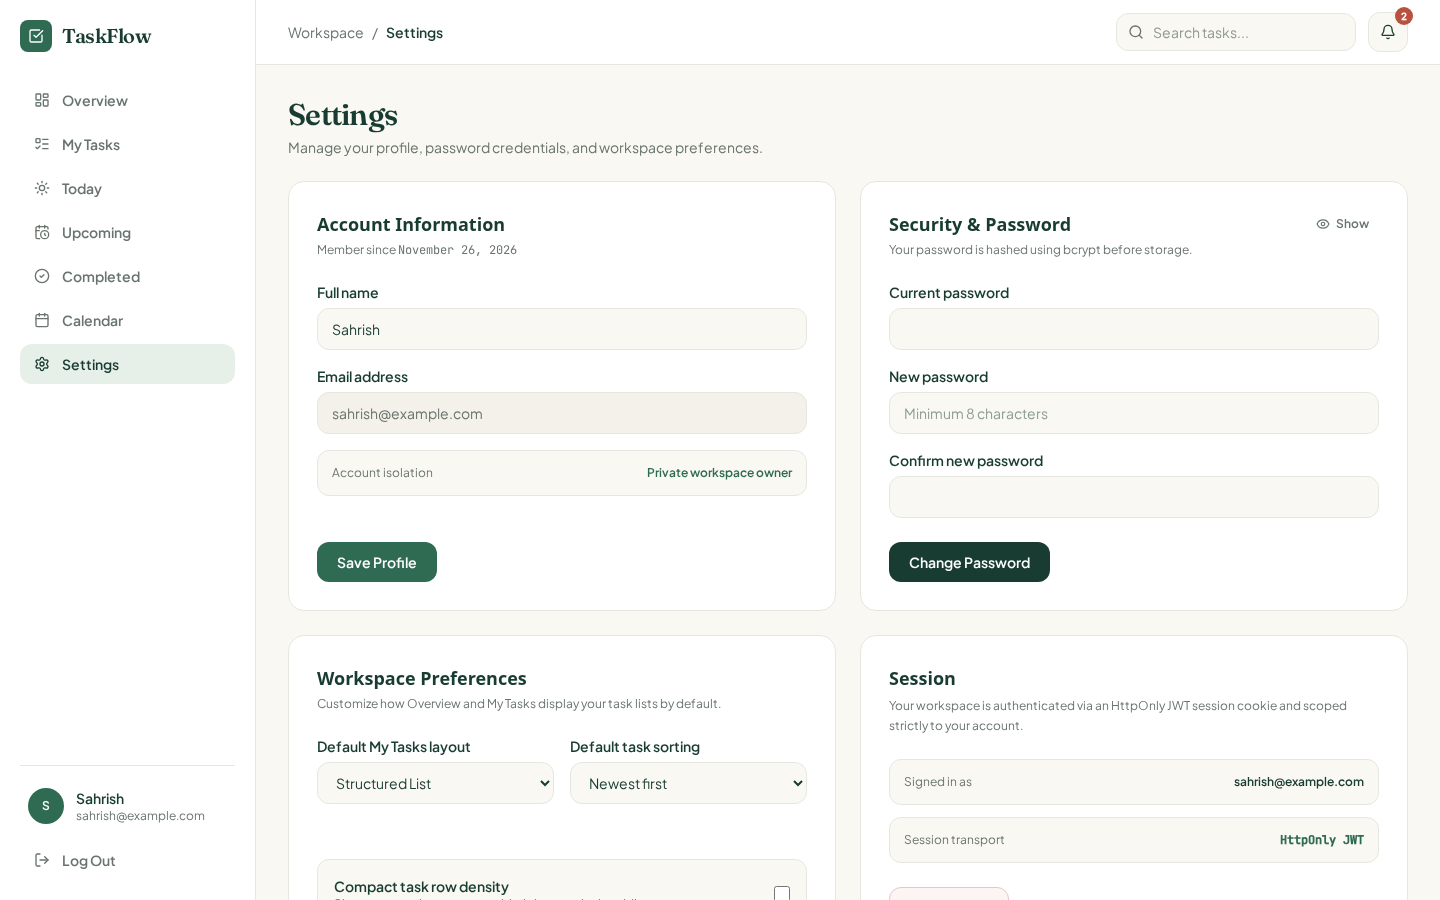 TaskFlow
Overview
My Tasks
Today
Upcoming
Completed
Calendar
Settings
Sahrish
S
sahrish@example.com
Log Out
Workspace / Settings
Search tasks...
2
Settings
Manage your profile, password credentials, and workspace preferences.
Account Information
Member since November 26, 2026
Full name
Sahrish
Email address
sahrish@example.com
Account isolation
Private workspace owner
Save Profile
Security & Password
Show
Your password is hashed using bcrypt before storage.
Current password
New password
Minimum 8 characters
Confirm new password
Change Password
Workspace Preferences
Customize how Overview and My Tasks display your task lists by default.
Default My Tasks layout
Structured List
Default task sorting
Newest first
Compact task row density
Session
Your workspace is authenticated via an HttpOnly JWT session cookie and scoped
strictly to your account.
Signed in as
sahrish@example.com
Session transport
HttpOnly JWT